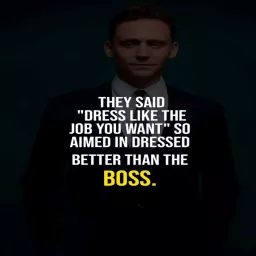 THEY SAID
"DRESS LIKE THE
JOB YOU WANT" SO
AIMED IN DRESSED
BETTER THAN THE
BOSS.